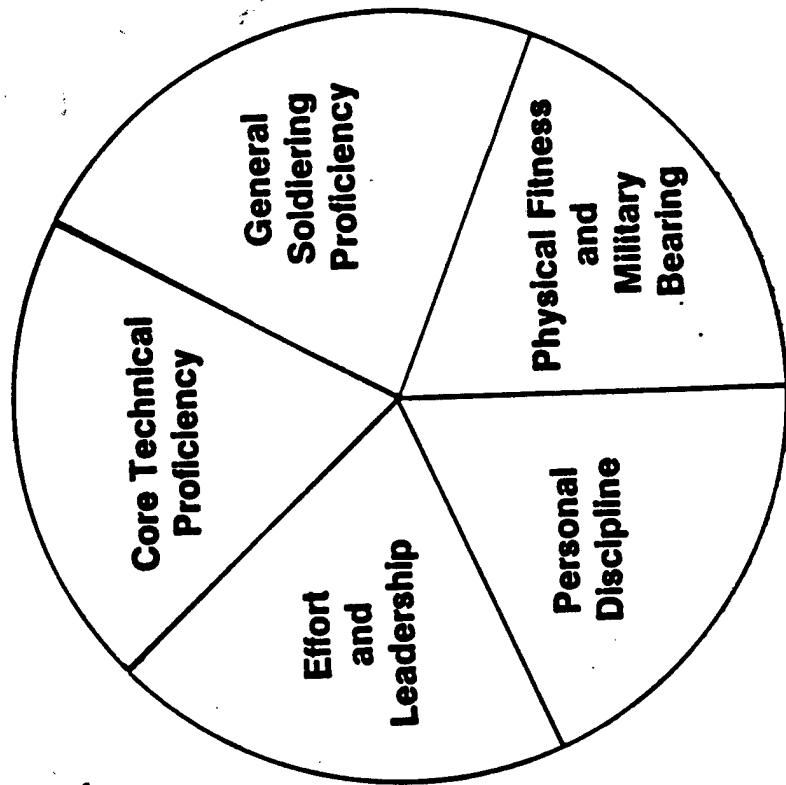 Core Technical
Proficiency
General
Soldiering
Proficiency
Physical Fitness
and
Military
Bearing
Personal
Discipline
Effort
and
Leadership